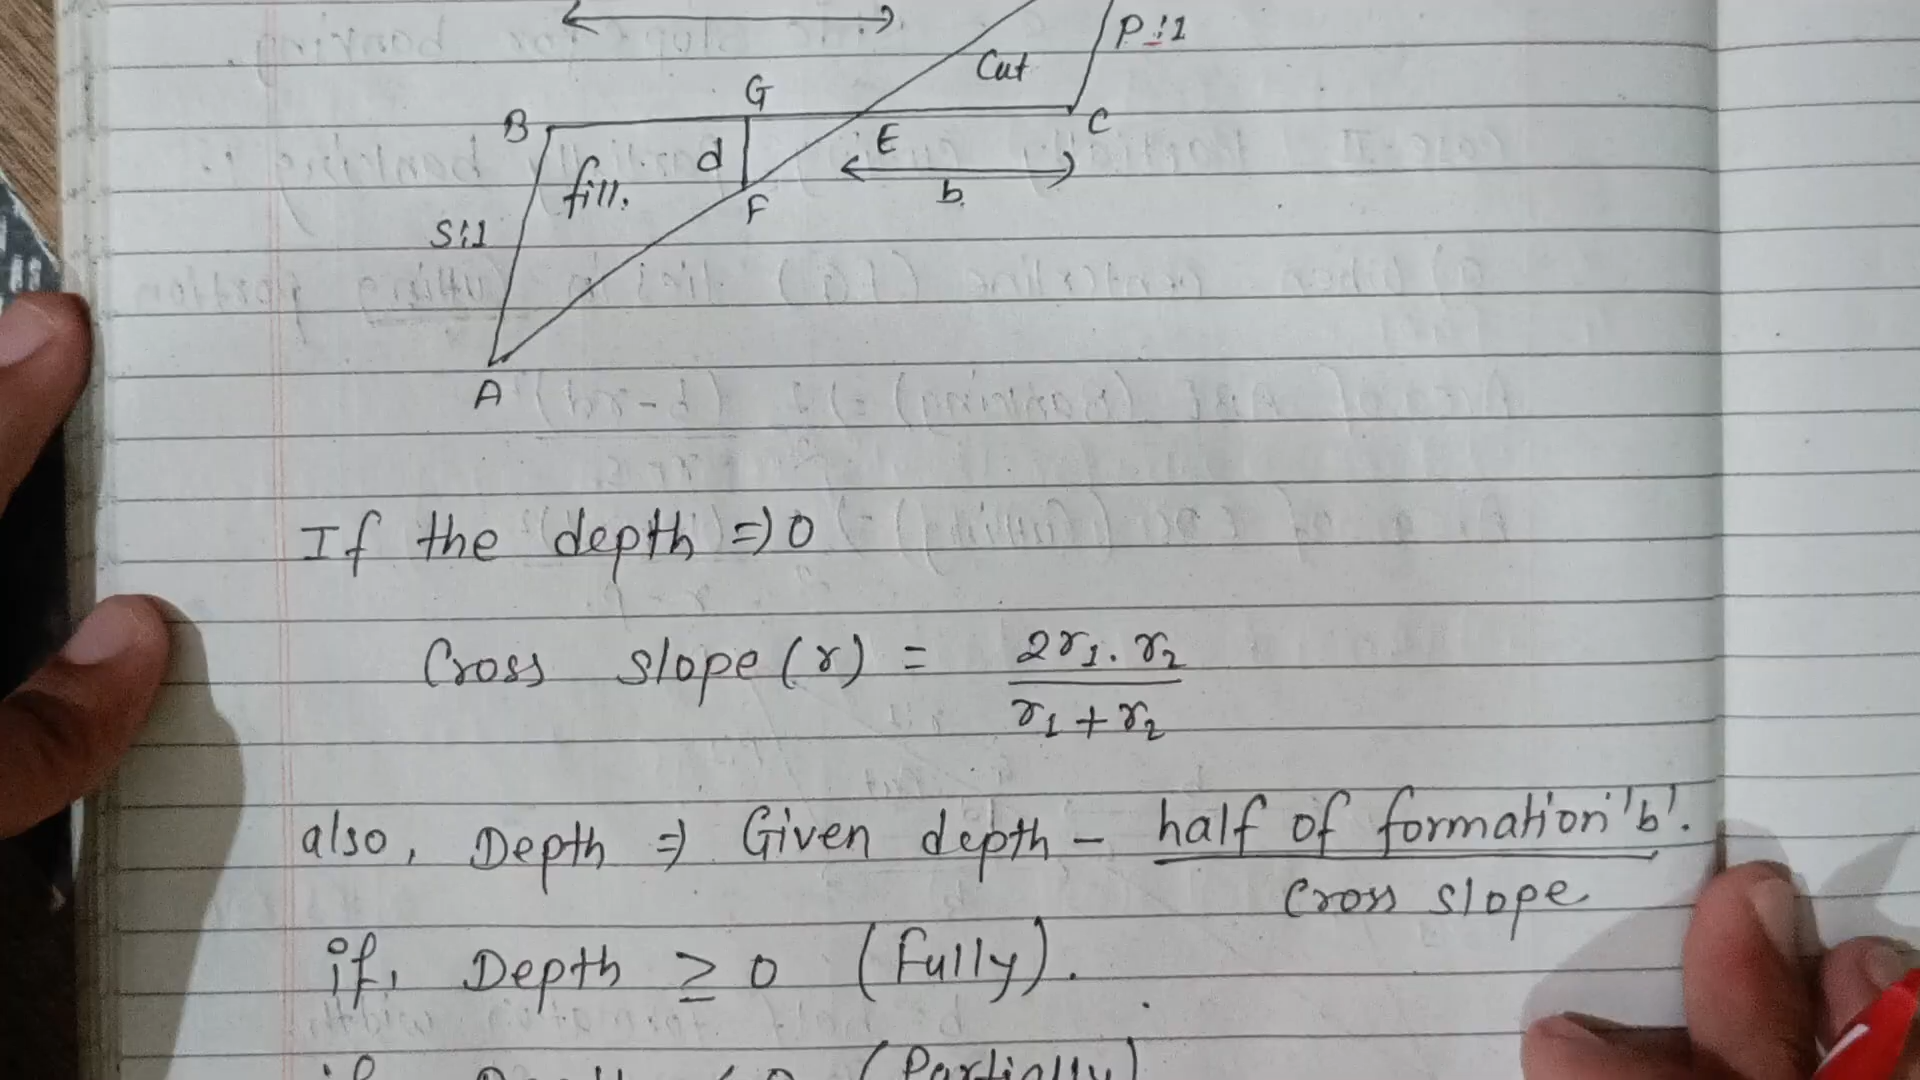 P:1
Cut
G
B
C
d
E
fill.
b.
F
S:1
A
If the depth => 0
Cross slope (r) = 2r1. r2
r1 + r2
also, Depth => Given depth - half of formation 'b'.
Cross slope
if, Depth ≥ 0 (Fully).
(Partially)